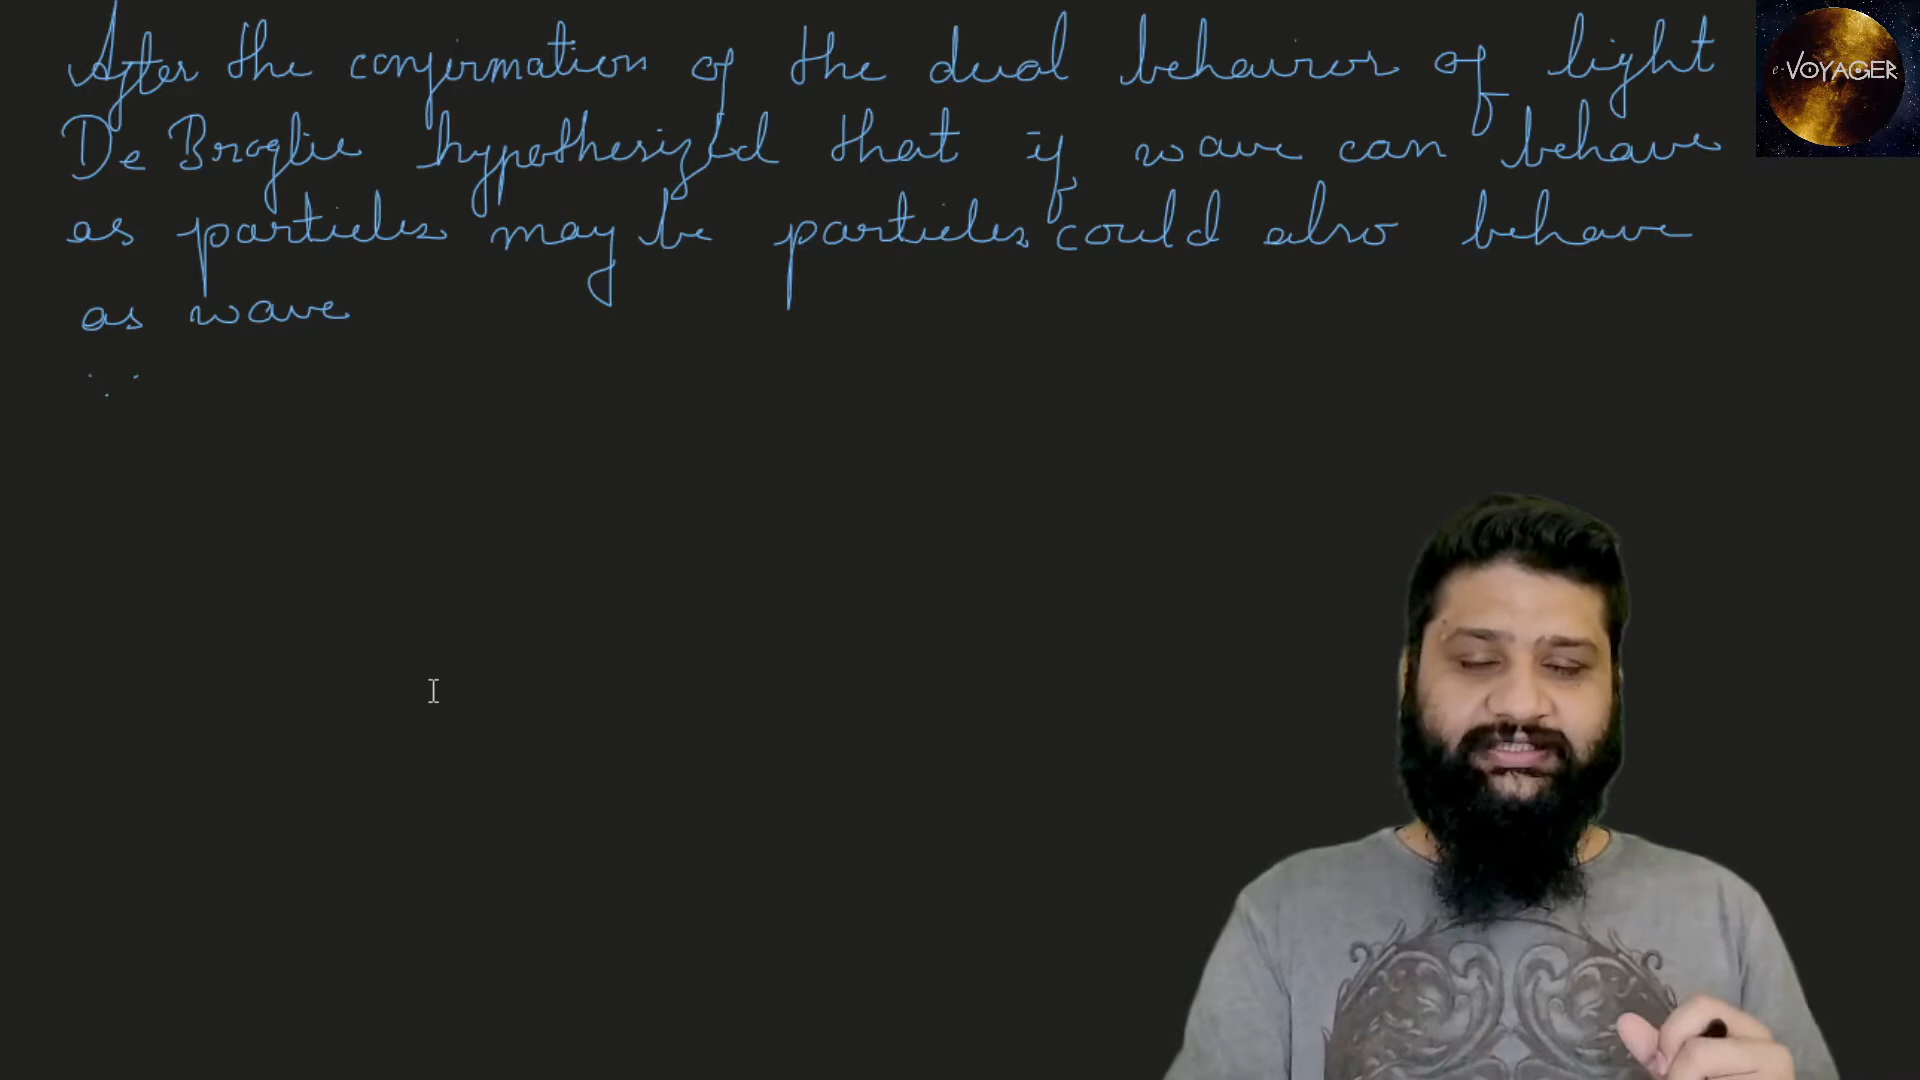 After the confirmation of the dual behaivor of light
De Broglie hypothesized that if wave can behave
as particles may be particles could also behave
as wave
∵
e-VOYAGER